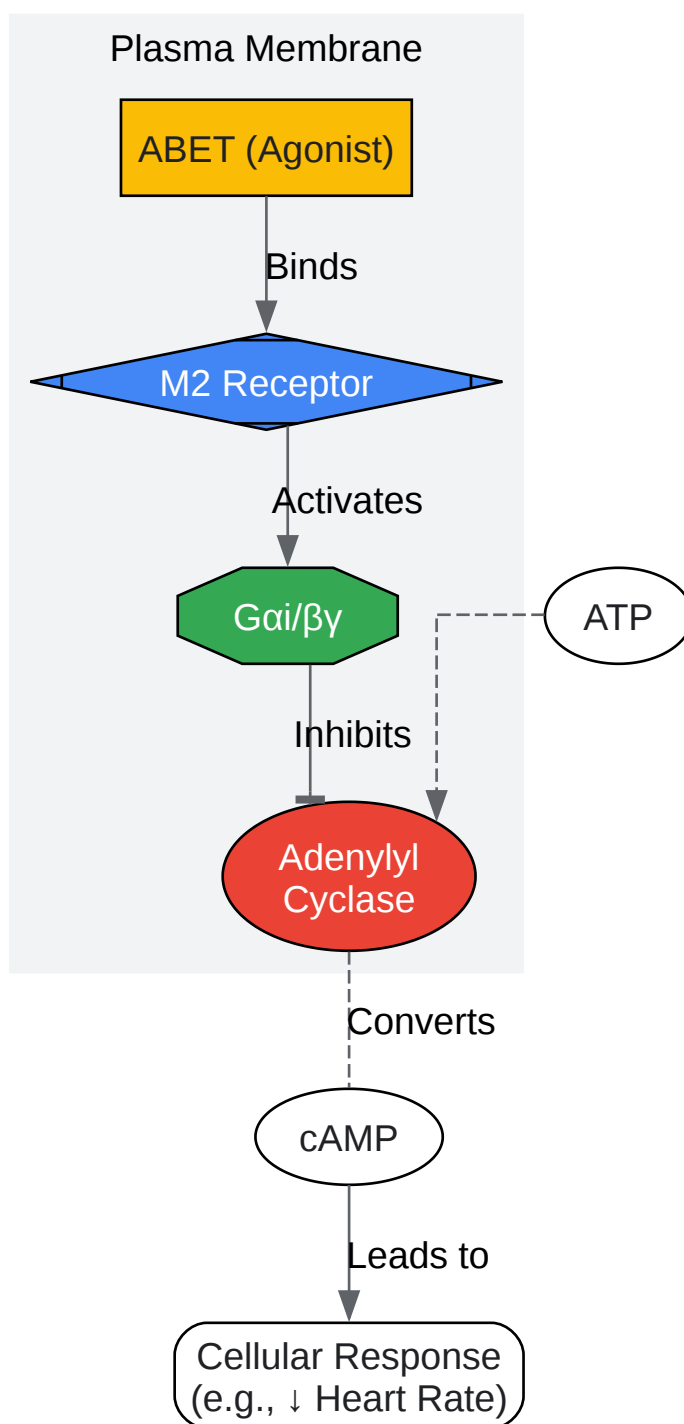 Plasma Membrane
ABET (Agonist)
Binds
M2 Receptor
Activates
Gαi/βγ
ATP
Inhibits
Adenylyl
Cyclase
Converts
cAMP
Leads to
Cellular Response
(e.g., ↓ Heart Rate)